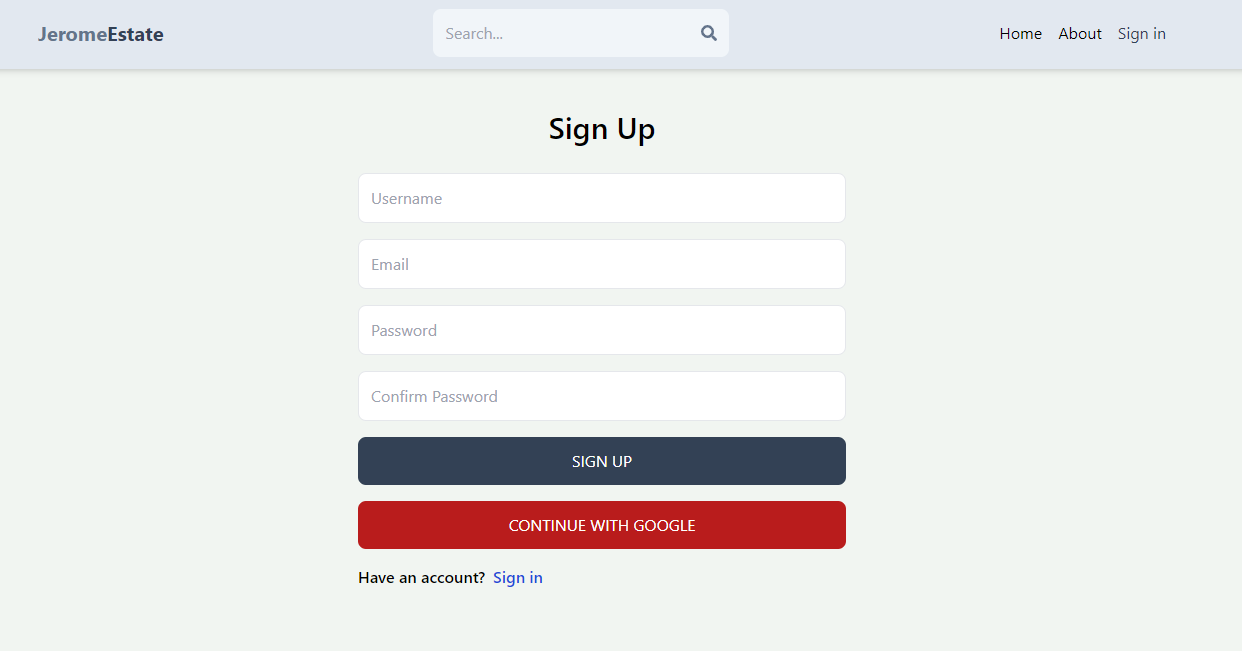 JeromeEstate
Search...
Home About Sign in
Sign Up
Username
Email
Password
Confirm Password
SIGN UP
CONTINUE WITH GOOGLE
Have an account? Sign in